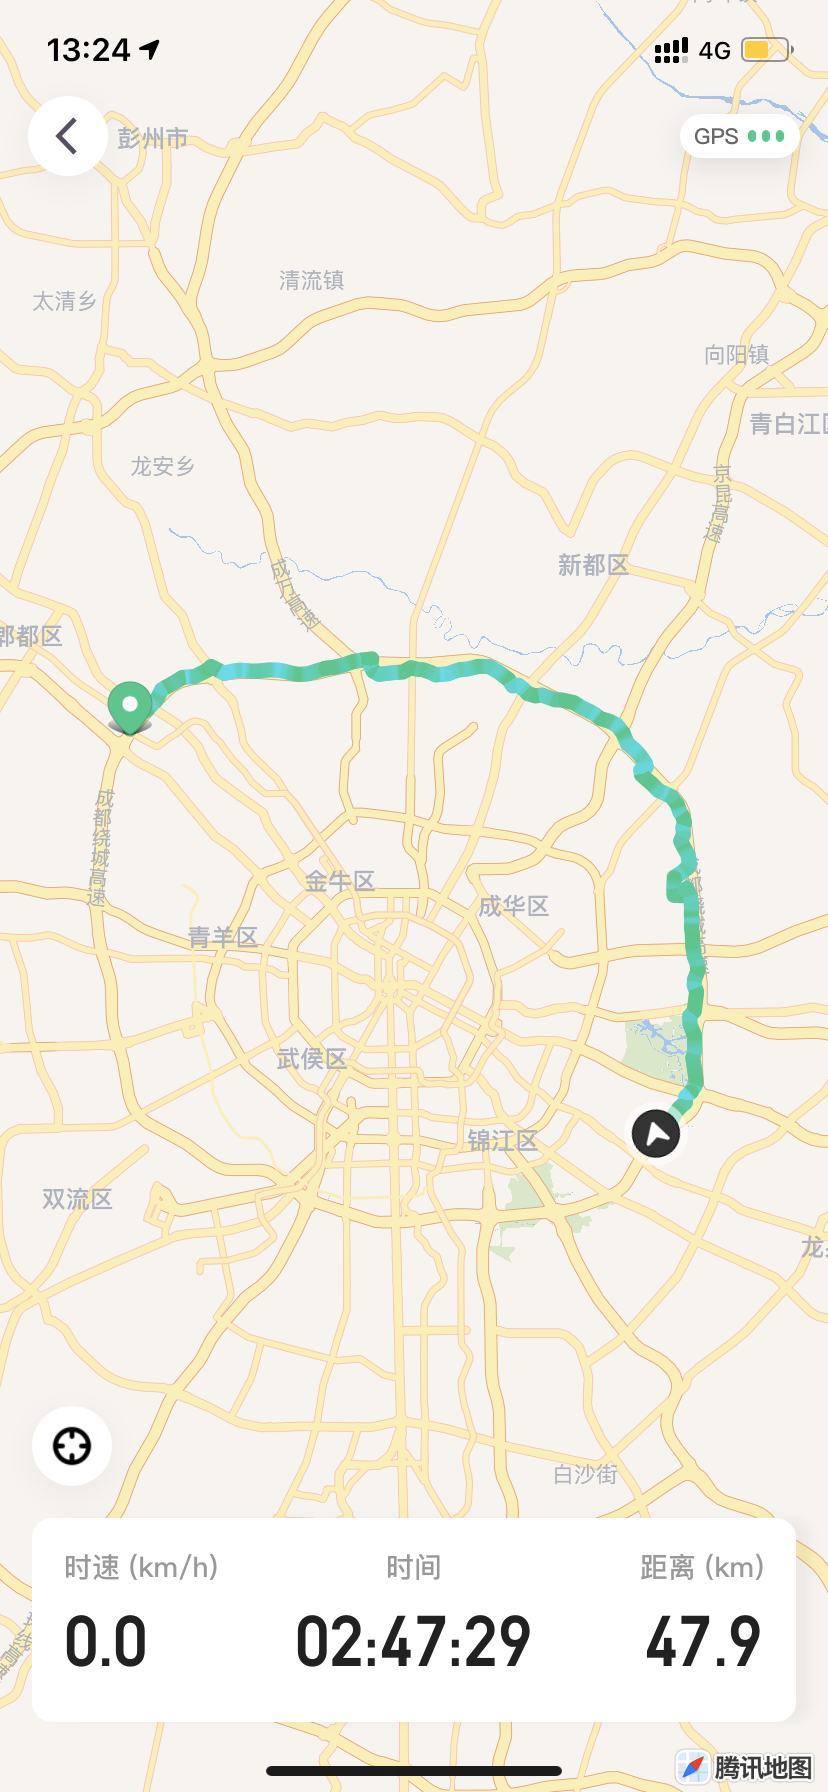 13:24
4G
彭州市
GPS
清流镇
太清乡
向阳镇
青白江区
龙安乡
京昆高速
新都区
成万高速
郫都区
成都绕城高速
金牛区
成华区
青羊区
武侯区
锦江区
双流区
白沙街
时速 (km/h)
时间
距离 (km)
0.0
02:47:29
47.9
腾讯地图